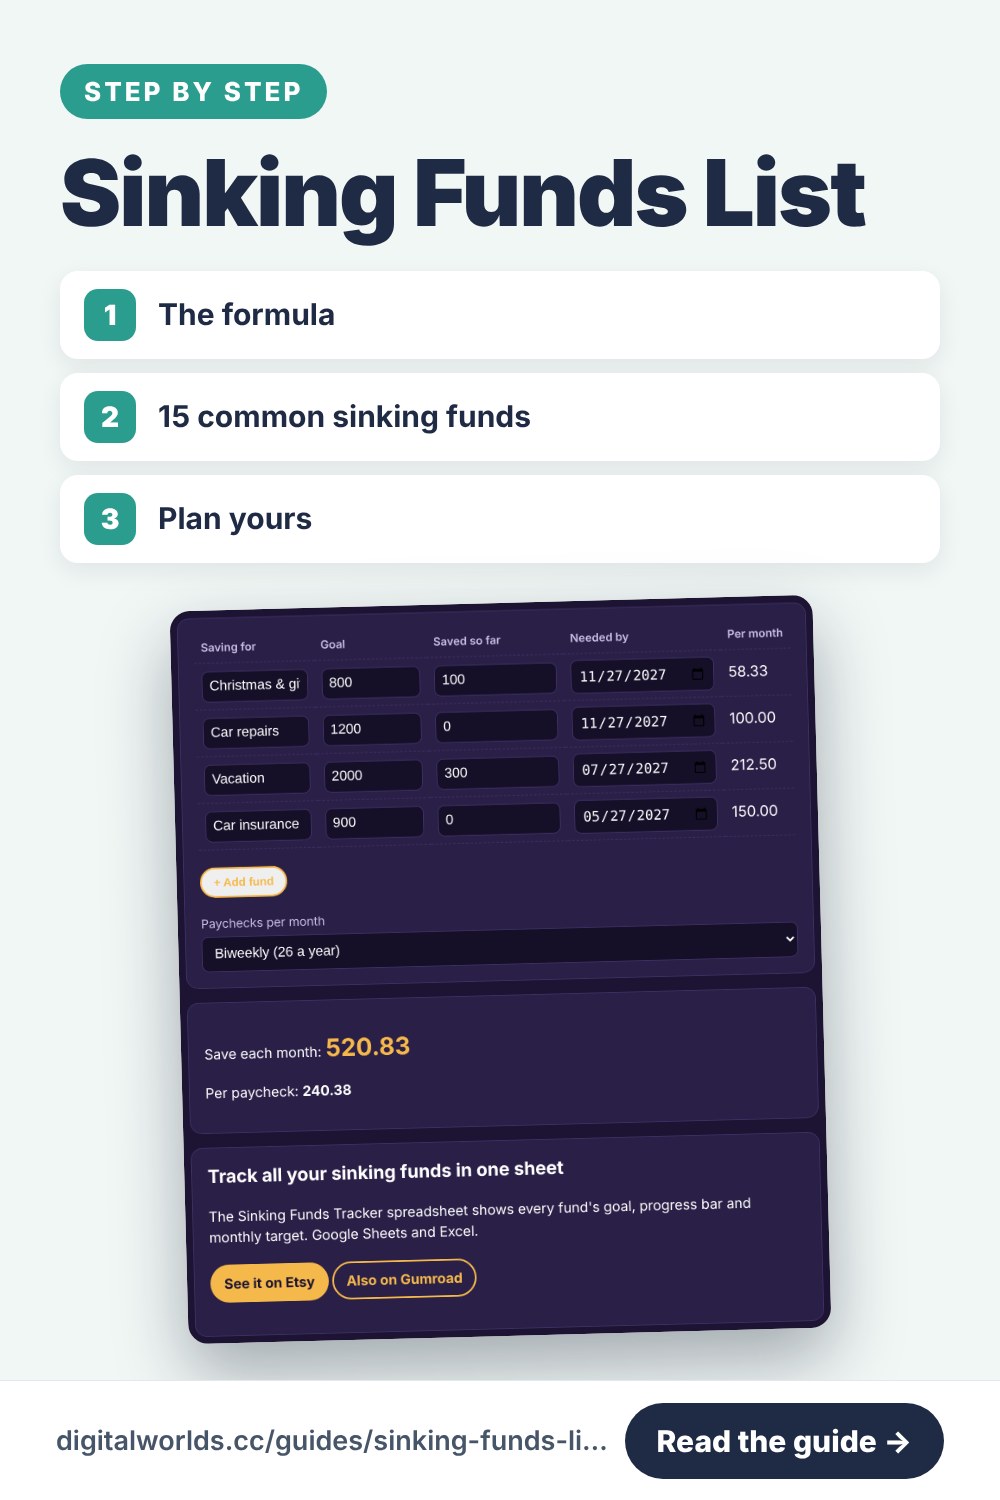 STEP BY STEP
Sinking Funds List
1 The formula
2 15 common sinking funds
3 Plan yours
Saving for Goal Saved so far Needed by Per month
Christmas & gi 800 100 11/27/2027 58.33
Car repairs 1200 0 11/27/2027 100.00
Vacation 2000 300 07/27/2027 212.50
Car insurance 900 0 05/27/2027 150.00
+ Add fund
Paychecks per month
Biweekly (26 a year)
Save each month: 520.83
Per paycheck: 240.38
Track all your sinking funds in one sheet
The Sinking Funds Tracker spreadsheet shows every fund's goal, progress bar and
monthly target. Google Sheets and Excel.
See it on Etsy Also on Gumroad
digitalworlds.cc/guides/sinking-funds-li... Read the guide →